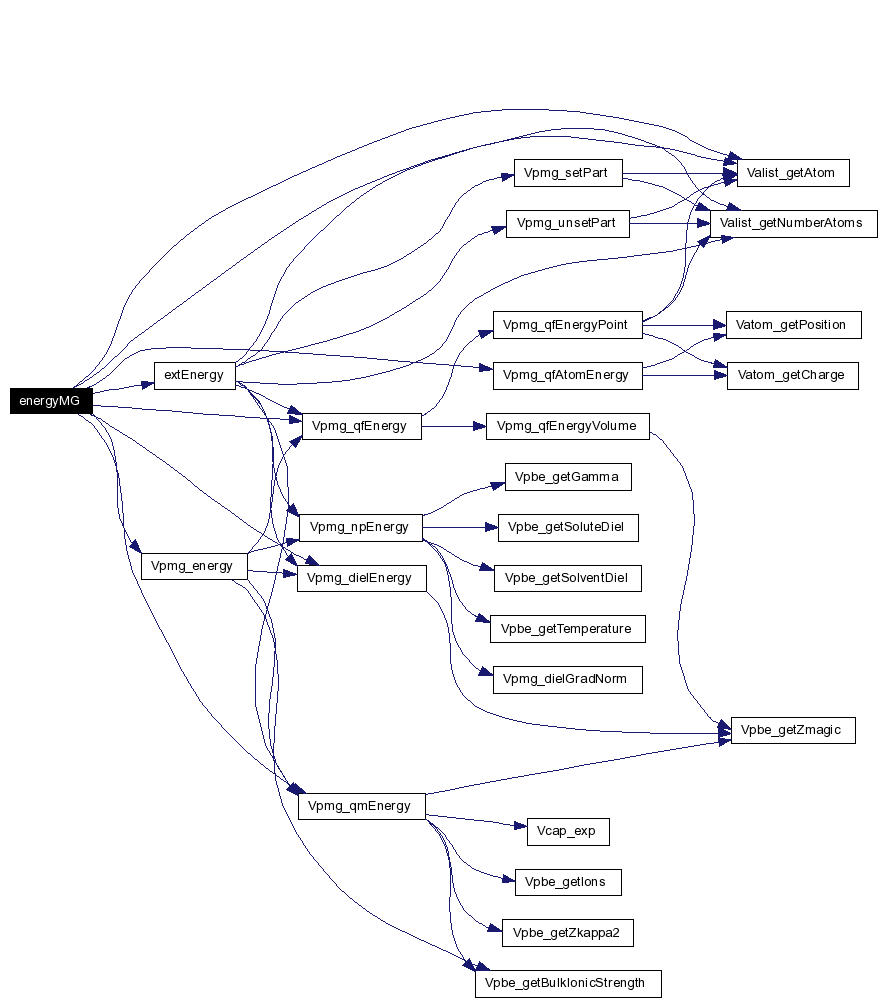 Vpmg_setPart
Valist_getAtom
Vpmg_unsetPart
Valist_getNumberAtoms
Vpmg_qfEnergyPoint
Vatom_getPosition
extEnergy
Vpmg_qfAtomEnergy
Vatom_getCharge
energyMG
Vpmg_qfEnergy
Vpmg_qfEnergyVolume
Vpbe_getGamma
Vpmg_npEnergy
Vpbe_getSoluteDiel
Vpmg_energy
Vpmg_dielEnergy
Vpbe_getSolventDiel
Vpbe_getTemperature
Vpmg_dielGradNorm
Vpbe_getZmagic
Vpmg_qmEnergy
Vcap_exp
Vpbe_getIons
Vpbe_getZkappa2
Vpbe_getBulkIonicStrength